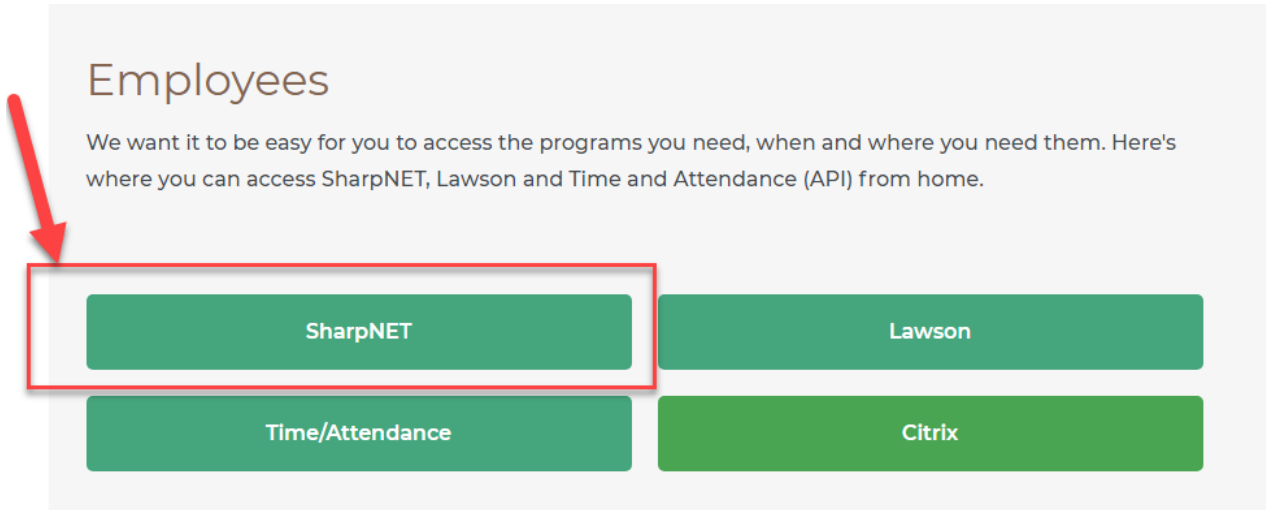 Employees
We want it to be easy for you to access the programs you need, when and where you need them. Here's
where you can access SharpNET, Lawson and Time and Attendance (API) from home.
SharpNET
Lawson
Time/Attendance
Citrix